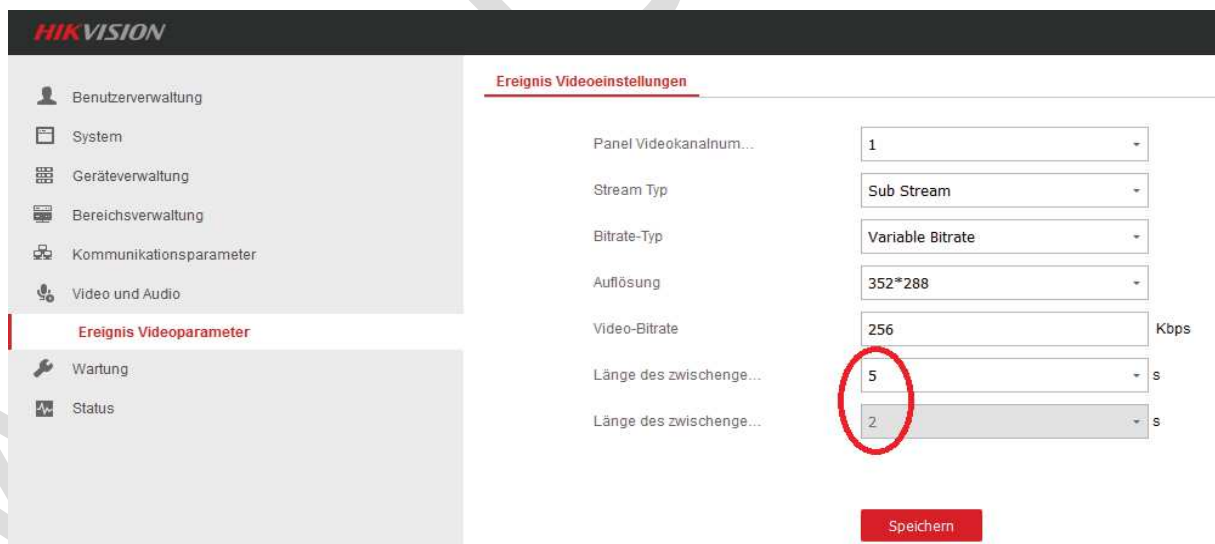 HIKVISION
Benutzerverwaltung
System
Geräteverwaltung
Bereichsverwaltung
Kommunikationsparameter
Video und Audio
Ereignis Videoparameter
Wartung
Status
Ereignis Videoeinstellungen
Panel Videokanalnum... 1
Stream Typ Sub Stream
Bitrate-Typ Variable Bitrate
Auflösung 352*288
Video-Bitrate 256 Kbps
Länge des zwischenge... 5 s
Länge des zwischenge... 2 s
Speichern